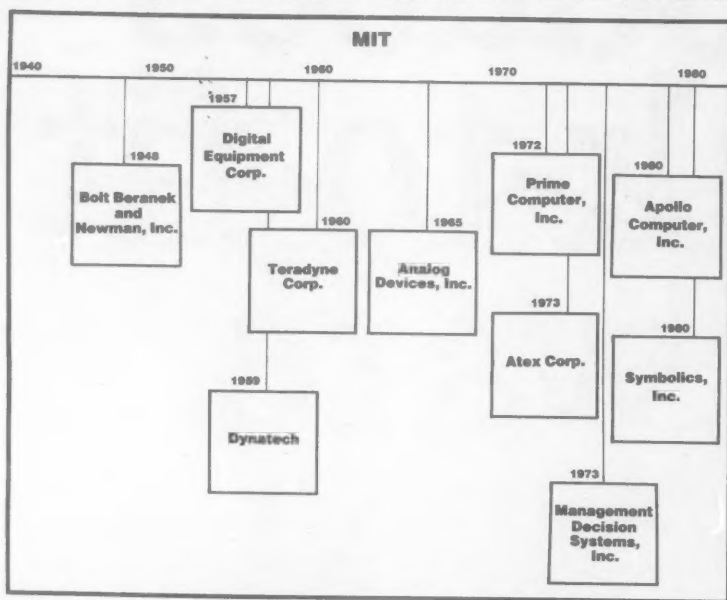 MIT
1940 1950 1960 1970 1980
1948
Bolt Beranek
and
Newman, Inc.
1957
Digital
Equipment
Corp.
1960
Teradyne
Corp.
1959
Dynatech
1965
Analog
Devices, Inc.
1972
Prime
Computer,
Inc.
1973
Atex Corp.
1973
Management
Decision
Systems,
Inc.
1980
Apollo
Computer,
Inc.
1980
Symbolics,
Inc.